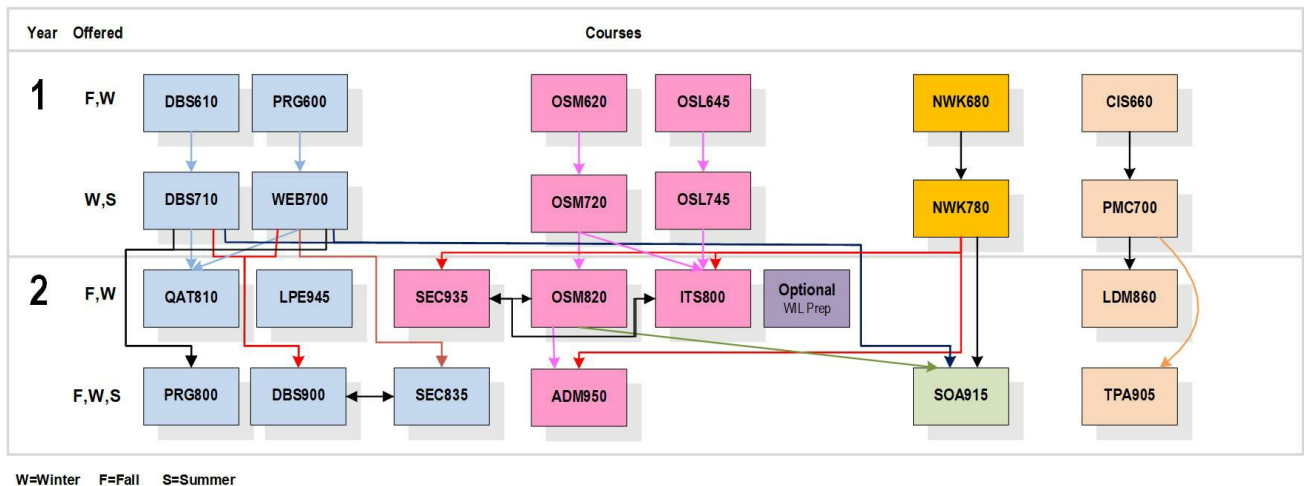 Year Offered Courses
1 F,W DBS610 PRG600 OSM620 OSL645 NWK680 CIS660
W,S DBS710 WEB700 OSM720 OSL745 NWK780 PMC700
2 F,W QAT810 LPE945 SEC935 OSM820 ITS800 Optional LDM860
WIL Prep
F,W,S PRG800 DBS900 SEC835 ADM950 SOA915 TPA905
W=Winter F=Fall S=Summer